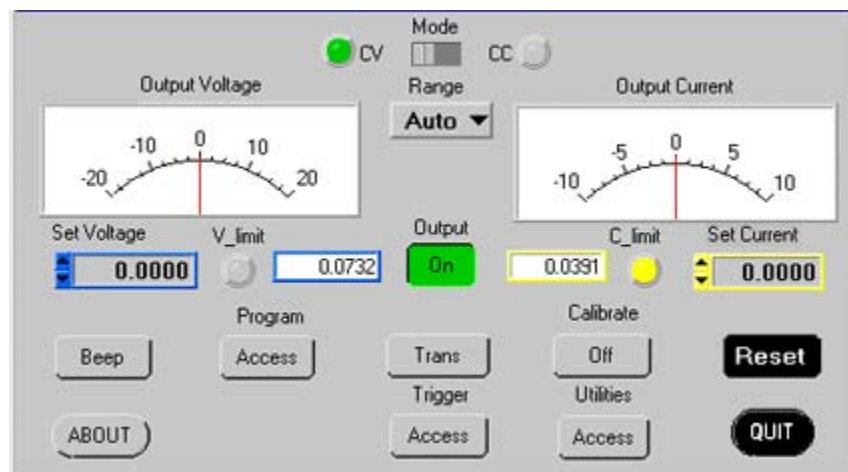 Mode
CV CC
Output Voltage Range Output Current
Auto
-20 -10 0 10 20
-10 -5 0 5 10
Set Voltage V_limit Output C_limit Set Current
0.0000 0.0732 On 0.0391 0.0000
Program Calibrate
Beep Access Trans Off Reset
Trigger Utilities
ABOUT Access Access QUIT